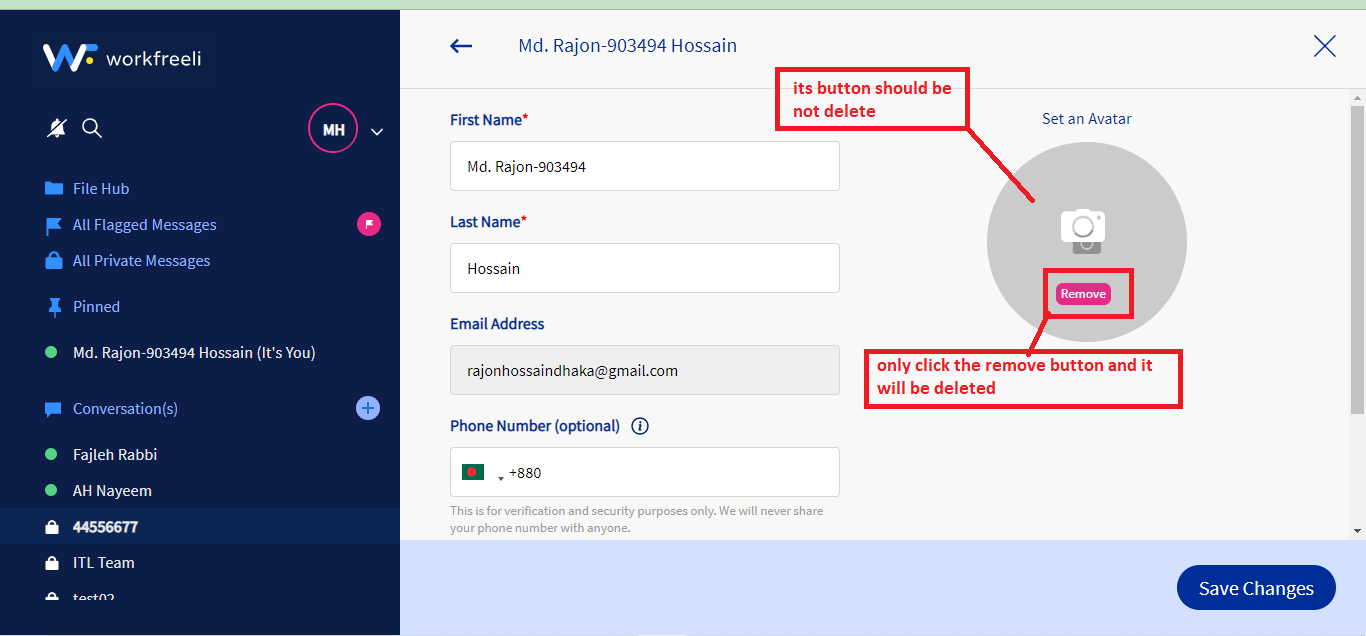 workfreeli
MH
File Hub
All Flagged Messages
All Private Messages
Pinned
Md. Rajon-903494 Hossain (It's You)
Conversation(s)
Fajleh Rabbi
AH Nayeem
44556677
ITL Team
test02
Md. Rajon-903494 Hossain
First Name*
Md. Rajon-903494
Last Name*
Hossain
Email Address
rajonhossaindhaka@gmail.com
Phone Number (optional)
+880
This is for verification and security purposes only. We will never share
your phone number with anyone.
its button should be
not delete
Set an Avatar
Remove
only click the remove button and it
will be deleted
Save Changes